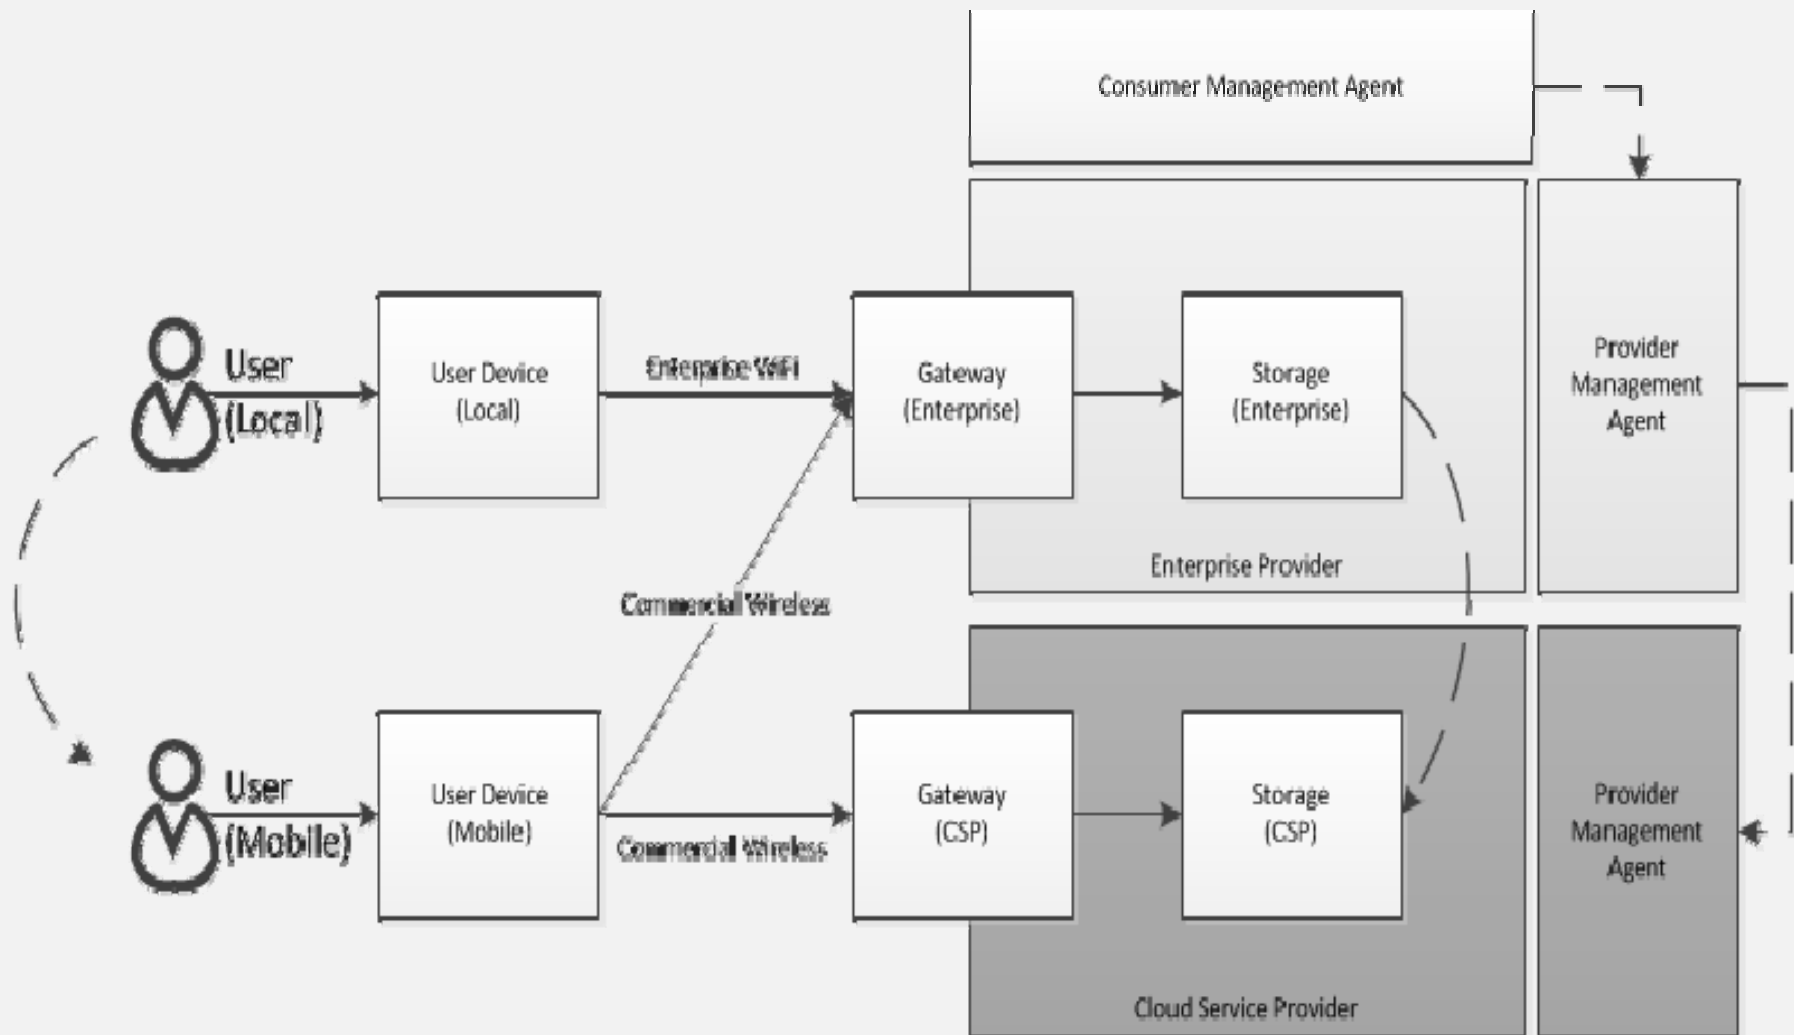 Consumer Management Agent
User
(Local)
User Device
(Local)
Enterprise WiFi
Gateway
(Enterprise)
Storage
(Enterprise)
Provider
Management
Agent
Enterprise Provider
Commercial Wireless
User
(Mobile)
User Device
(Mobile)
Commercial Wireless
Gateway
(CSP)
Storage
(CSP)
Provider
Management
Agent
Cloud Service Provider